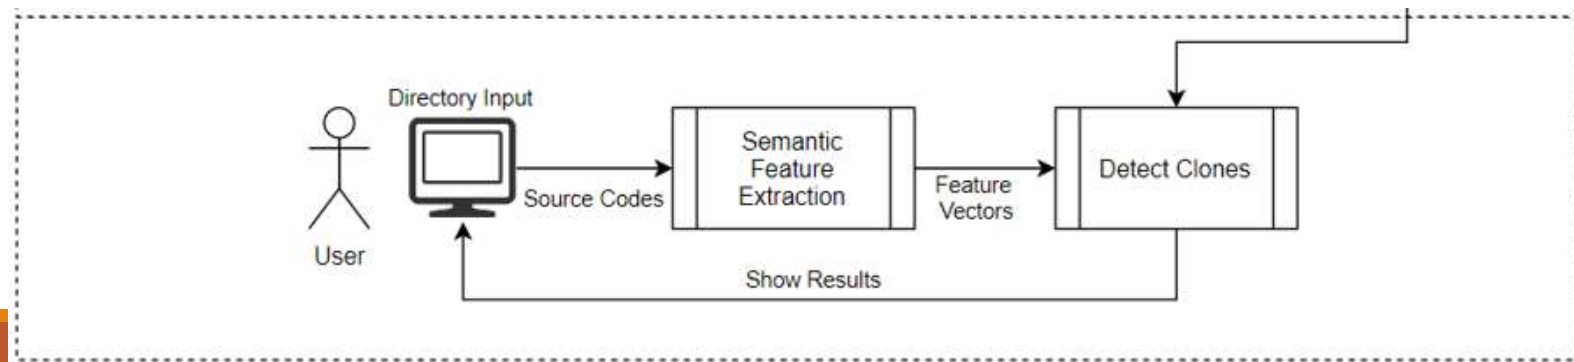 Directory Input
User
Source Codes
Semantic
Feature
Extraction
Feature
Vectors
Detect Clones
Show Results